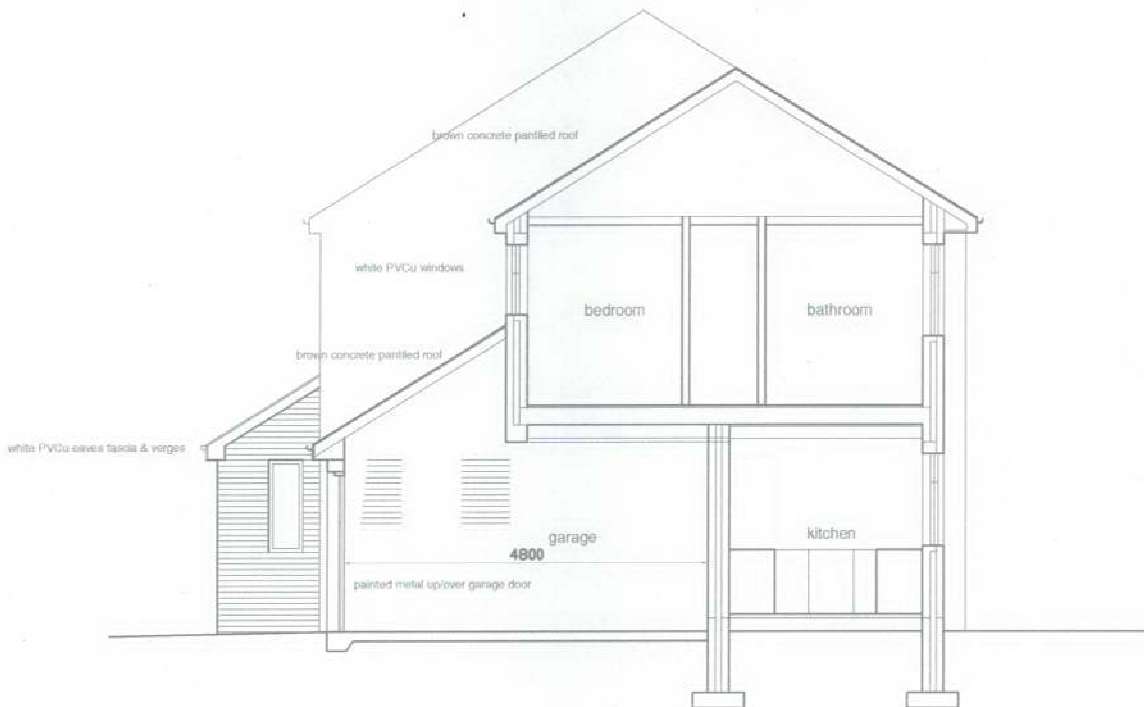 brown concrete pantiled roof
white PVCu windows
bedroom
bathroom
brown concrete pantiled roof
white PVCu eaves fascia & verges
garage
kitchen
4800
painted metal up/over garage door